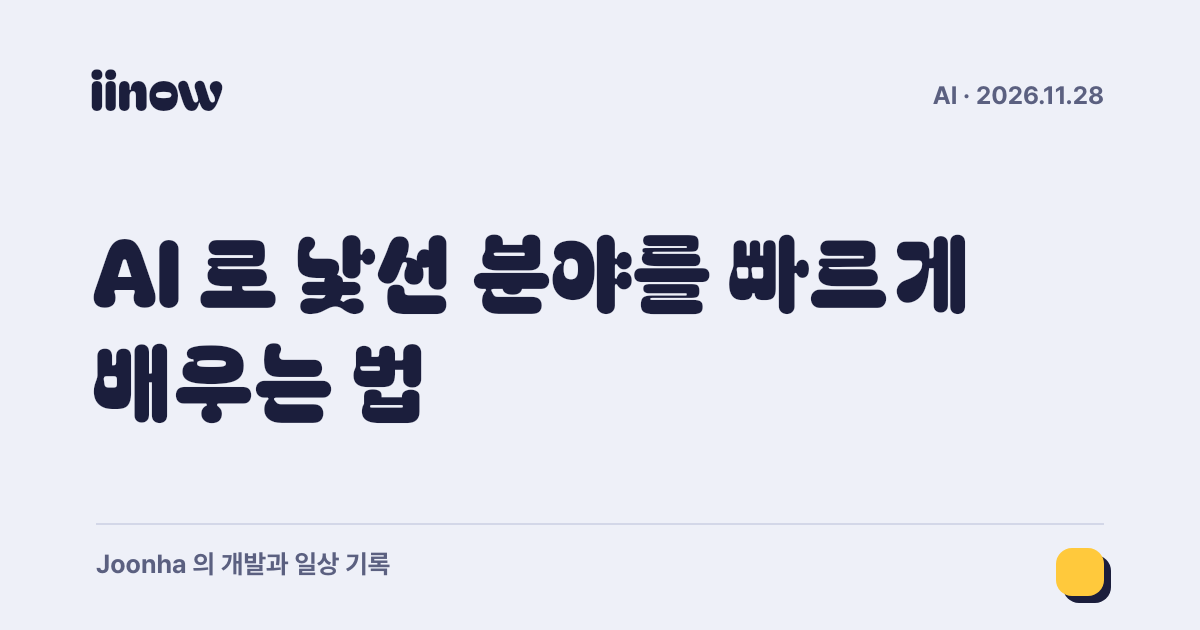 iinow
AI · 2026.11.28
AI 로 낯선 분야를 빠르게
배우는 법
Joonha 의 개발과 일상 기록